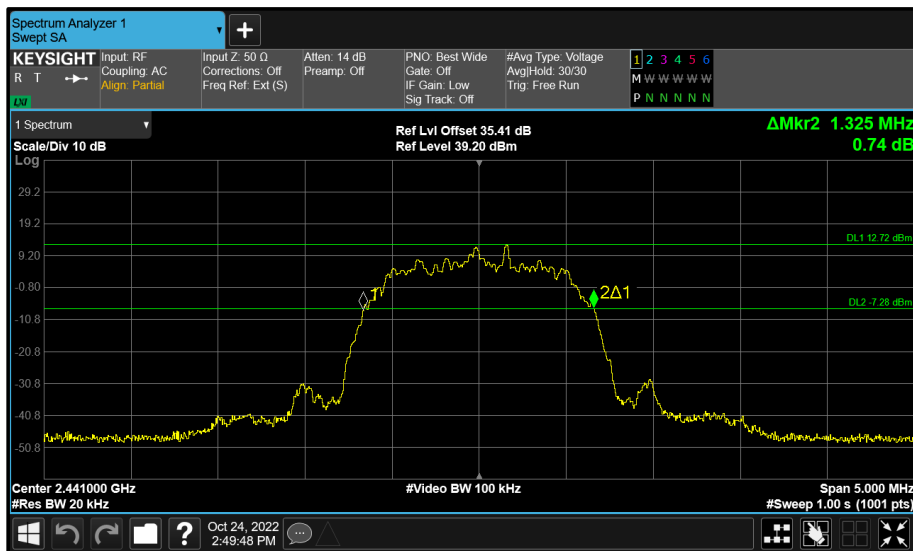 Spectrum Analyzer 1
Swept SA
+
KEYSIGHT
R T
LXI
Input: RF
Coupling: AC
Align: Partial
Input Z: 50 Ω
Corrections: Off
Freq Ref: Ext (S)
Atten: 14 dB
Preamp: Off
PNO: Best Wide
Gate: Off
IF Gain: Low
Sig Track: Off
#Avg Type: Voltage
Avg|Hold: 30/30
Trig: Free Run
1 2 3 4 5 6
M W W W W W
P N N N N N
1 Spectrum
Scale/Div 10 dB
Log
Ref Lvl Offset 35.41 dB
Ref Level 39.20 dBm
ΔMkr2 1.325 MHz
0.74 dB
29.2
19.2
9.20
-0.80
-10.8
-20.8
-30.8
-40.8
-50.8
DL1 12.72 dBm
1
2Δ1
DL2 -7.28 dBm
Center 2.441000 GHz
#Res BW 20 kHz
#Video BW 100 kHz
Span 5.000 MHz
#Sweep 1.00 s (1001 pts)
?
Oct 24, 2022
2:49:48 PM